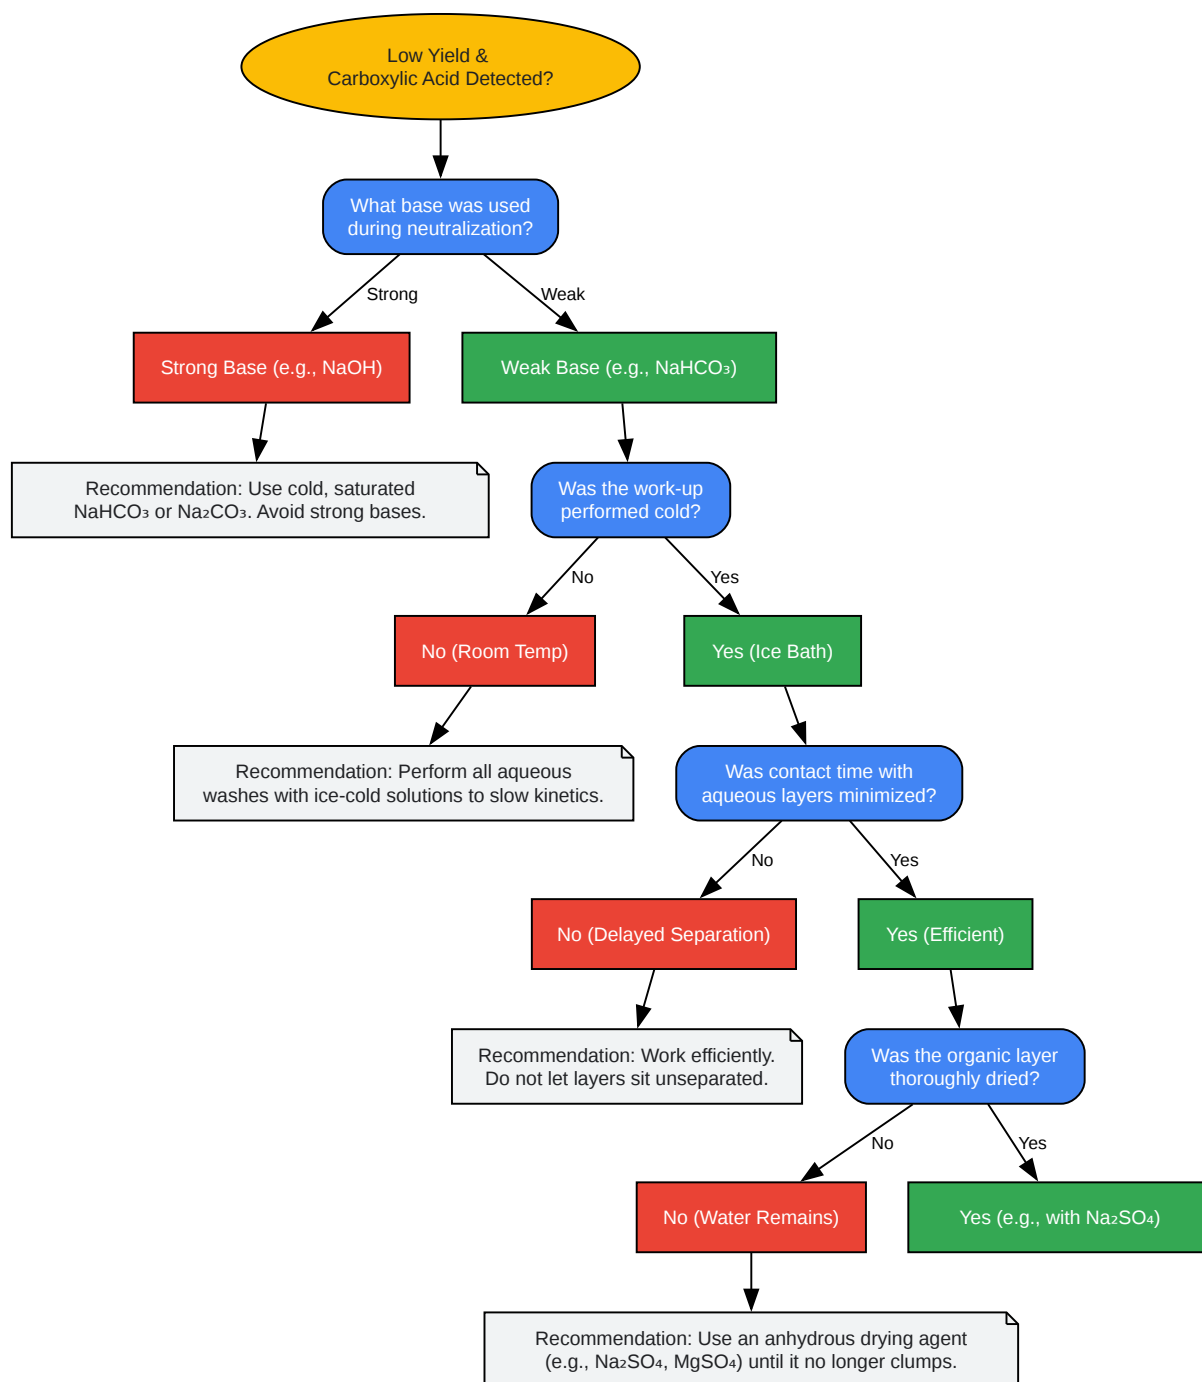 Low Yield &
Carboxylic Acid Detected?
What base was used
during neutralization?
Strong
Weak
Strong Base (e.g., NaOH)
Weak Base (e.g., NaHCO₃)
Recommendation: Use cold, saturated
NaHCO₃ or Na₂CO₃. Avoid strong bases.
Was the work-up
performed cold?
No
Yes
No (Room Temp)
Yes (Ice Bath)
Recommendation: Perform all aqueous
washes with ice-cold solutions to slow kinetics.
Was contact time with
aqueous layers minimized?
No
Yes
No (Delayed Separation)
Yes (Efficient)
Recommendation: Work efficiently.
Do not let layers sit unseparated.
Was the organic layer
thoroughly dried?
No
Yes
No (Water Remains)
Yes (e.g., with Na₂SO₄)
Recommendation: Use an anhydrous drying agent
(e.g., Na₂SO₄, MgSO₄) until it no longer clumps.